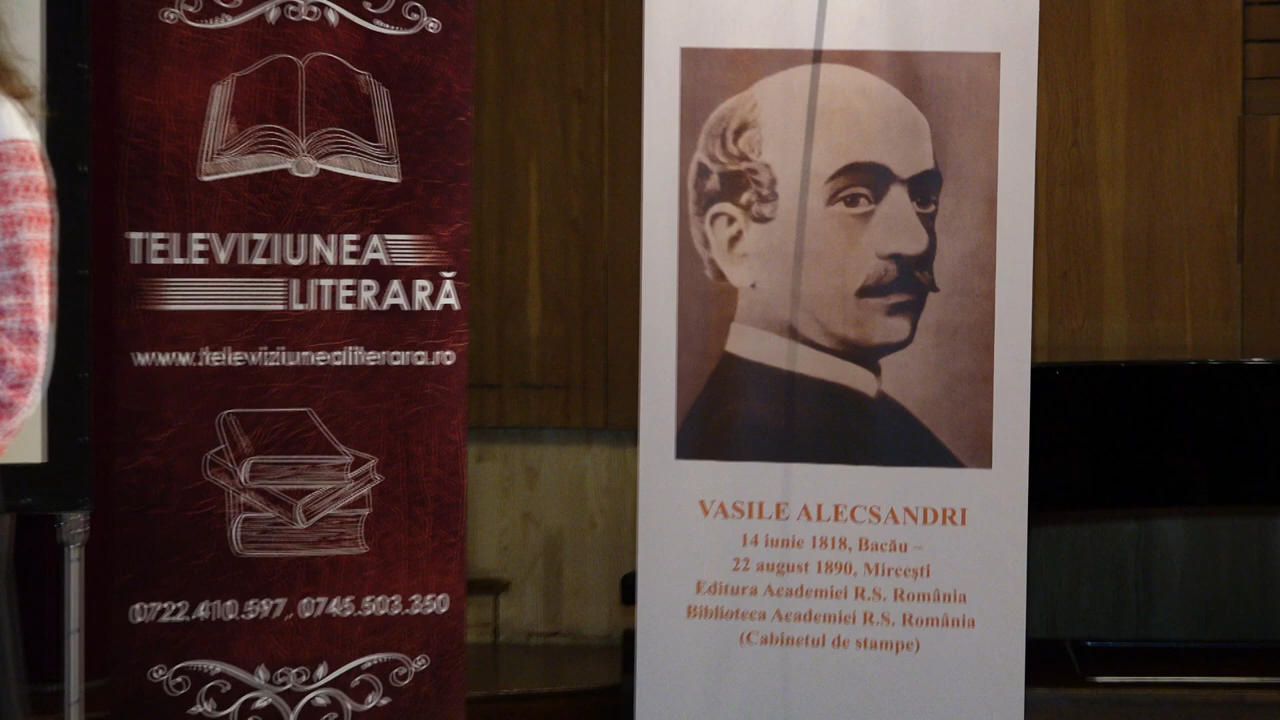 TELEVIZIUNEA
LITERARĂ
www.televiziunealiterara.ro
0722.410.597, 0745.503.350
VASILE ALECSANDRI
14 iunie 1818, Bacău –
22 august 1890, Mircești
Editura Academiei R.S. România
Biblioteca Academiei R.S. România
(Cabinetul de stampe)